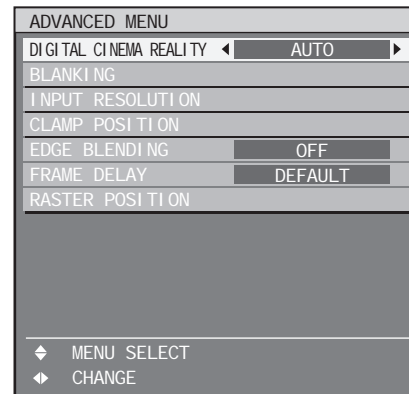 ADVANCED MENU
DIGITAL CINEMA REALITY AUTO
BLANKING
INPUT RESOLUTION
CLAMP POSITION
EDGE BLENDING OFF
FRAME DELAY DEFAULT
RASTER POSITION
MENU SELECT
CHANGE